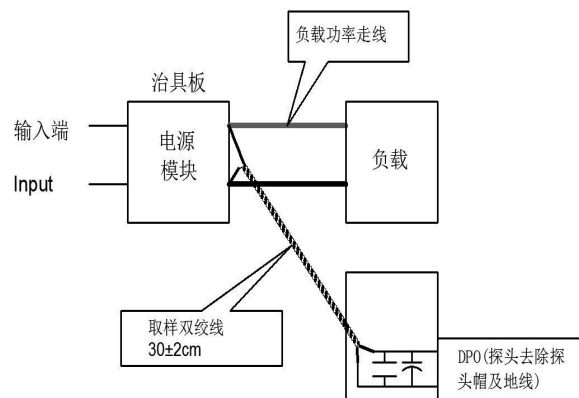 负载功率走线
治具板
输入端
Input
电源
模块
负载
取样双绞线
30±2cm
DPO(探头去除探
头帽及地线)